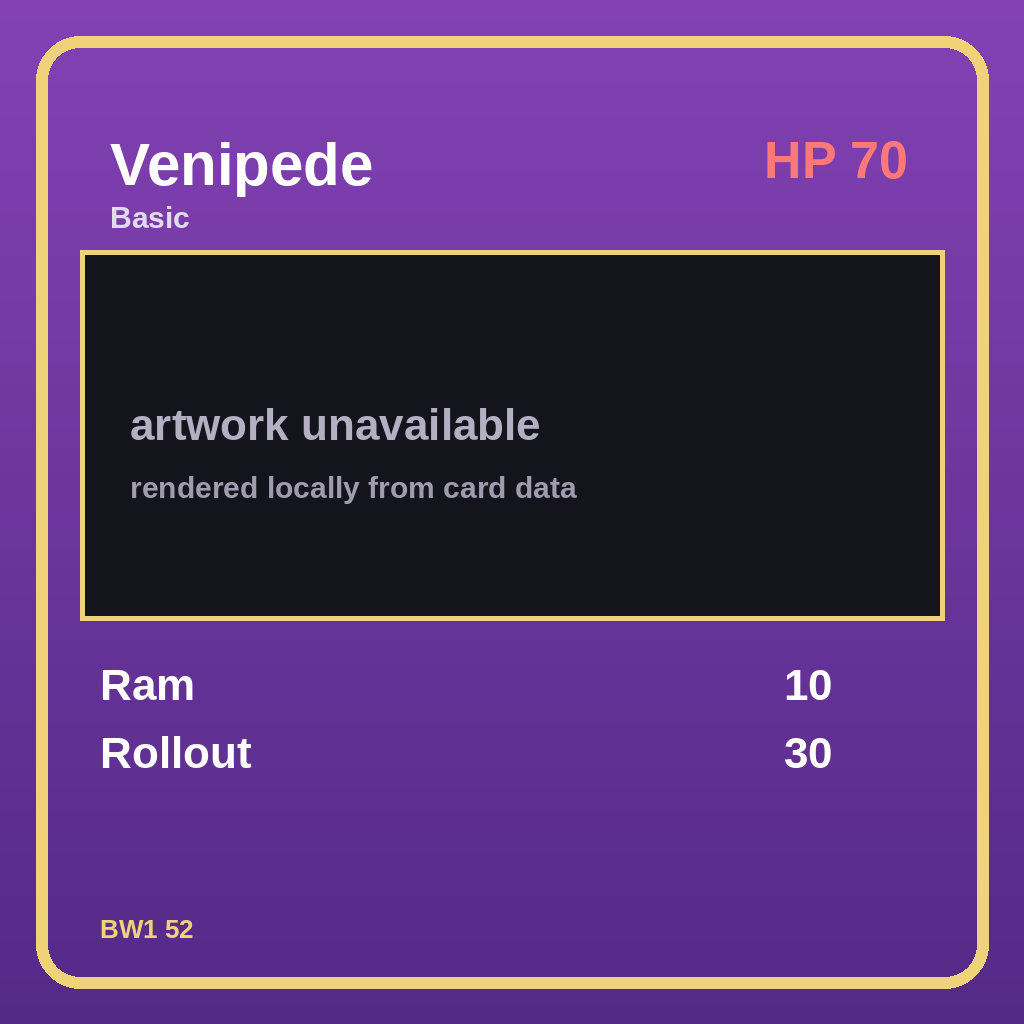 Venipede
HP 70
Basic
artwork unavailable
rendered locally from card data
Ram 10
Rollout 30
BW1 52